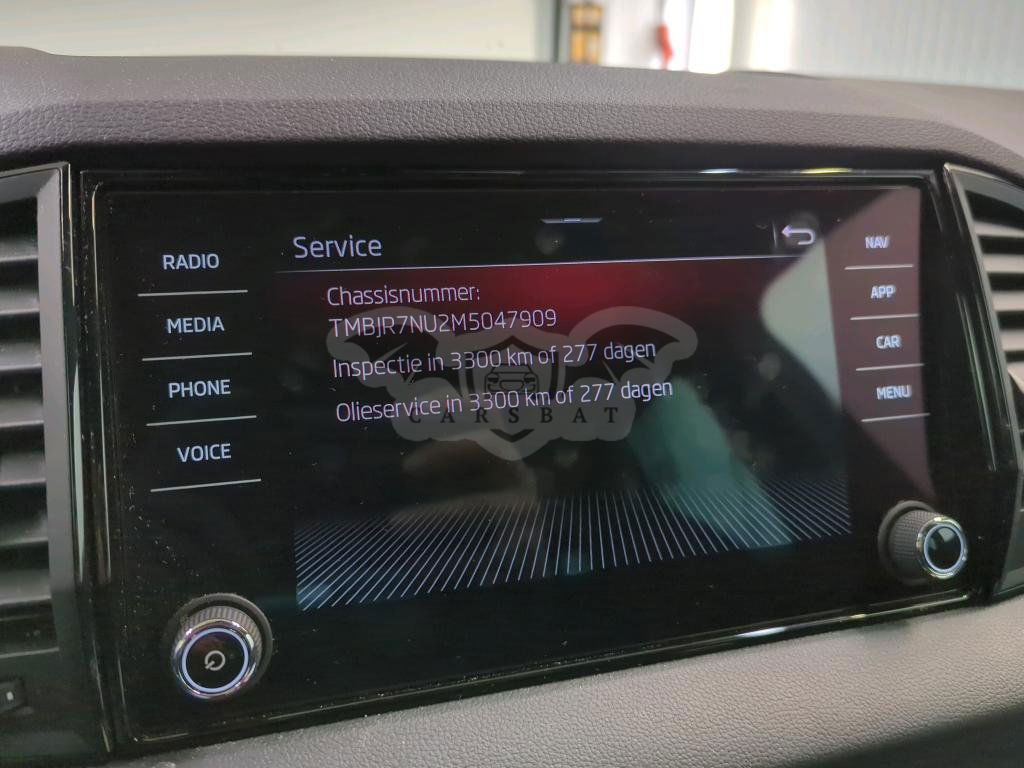 Service
RADIO
MEDIA
PHONE
VOICE
Chassisnummer:
TMBJR7NU2M5047909
Inspectie in 3300 km of 277 dagen
Olieservice in 3300 km of 277 dagen
CARSBAT
NAV
APP
CAR
MENU